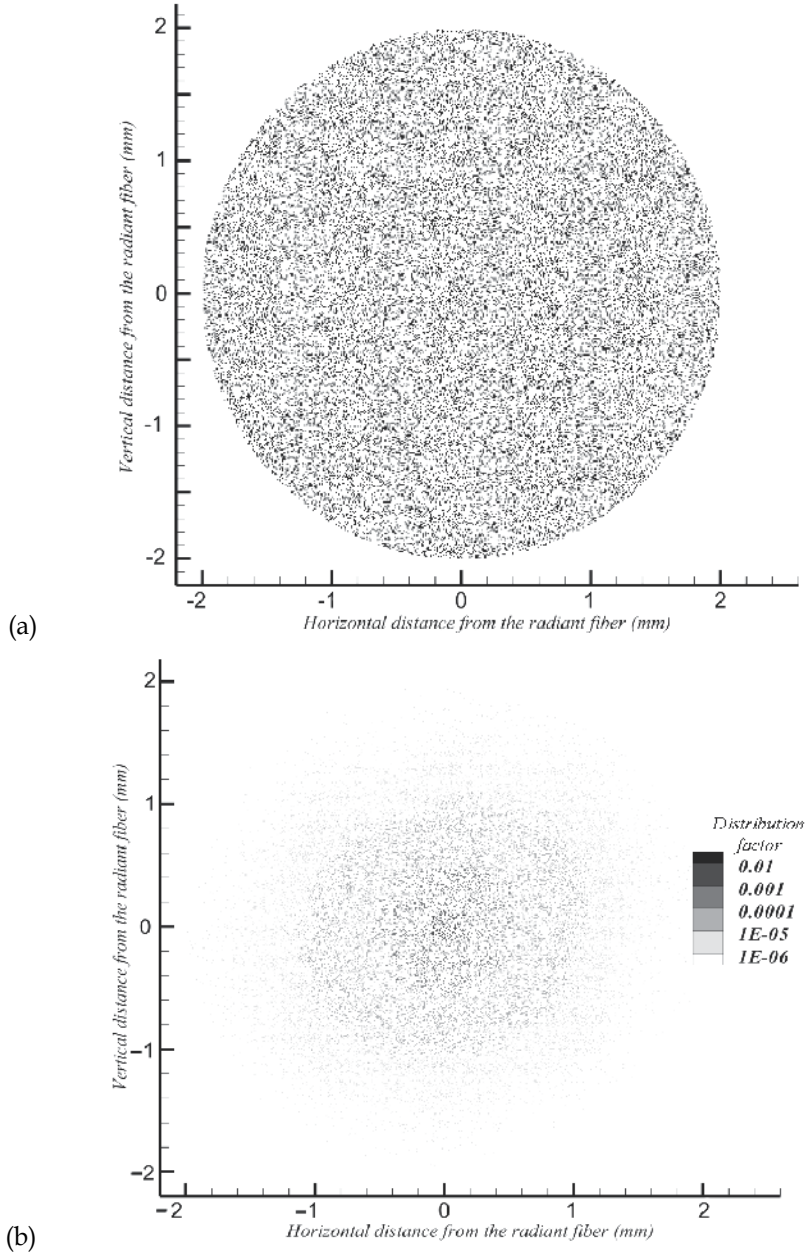 2
1
0
-1
-2
Vertical distance from the radiant fiber (mm)
-2 -1 0 1 2
Horizontal distance from the radiant fiber (mm)
(a)
2
1
0
−1
−2
Vertical distance from the radiant fiber (mm)
Distribution
factor
0.01
0.001
0.0001
1E-05
1E-06
−2 −1 0 1 2
Horizontal distance from the radiant fiber (mm)
(b)